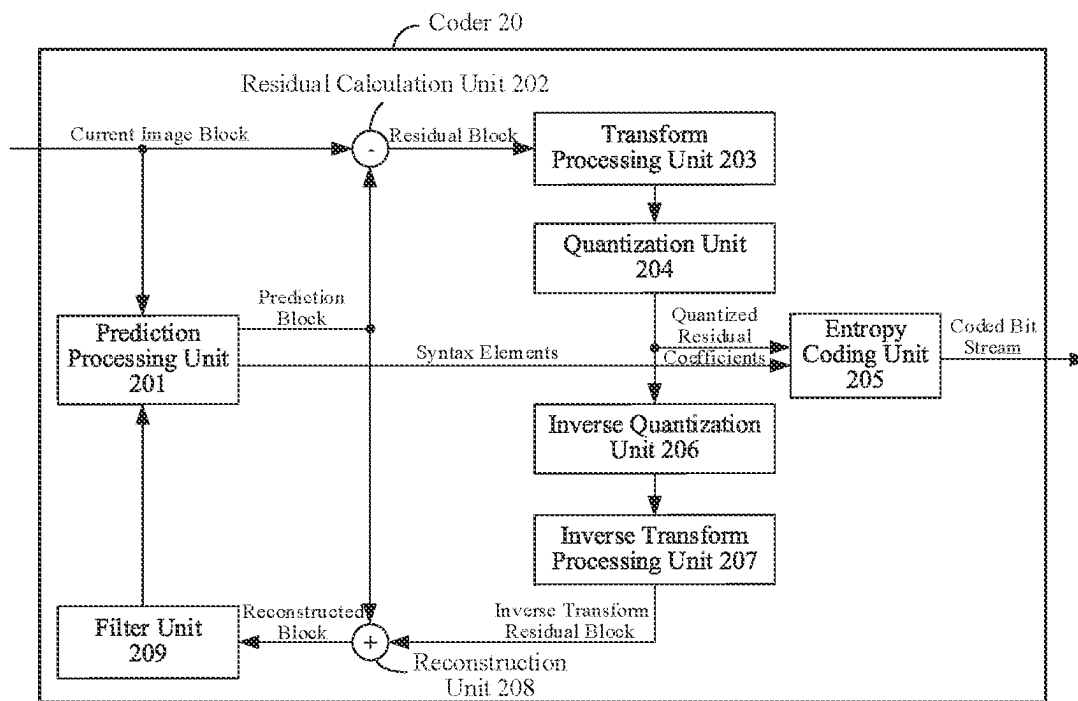 Coder 20
Residual Calculation Unit 202
Current Image Block
Residual Block
Transform
Processing Unit 203
Quantization Unit
204
Prediction
Block
Prediction
Processing Unit
201
Syntax Elements
Quantized
Residual
Coefficients
Entropy
Coding Unit
205
Coded Bit
Stream
Inverse Quantization
Unit 206
Inverse Transform
Processing Unit 207
Inverse Transform
Residual Block
Reconstructed
Block
Filter Unit
209
Reconstruction
Unit 208